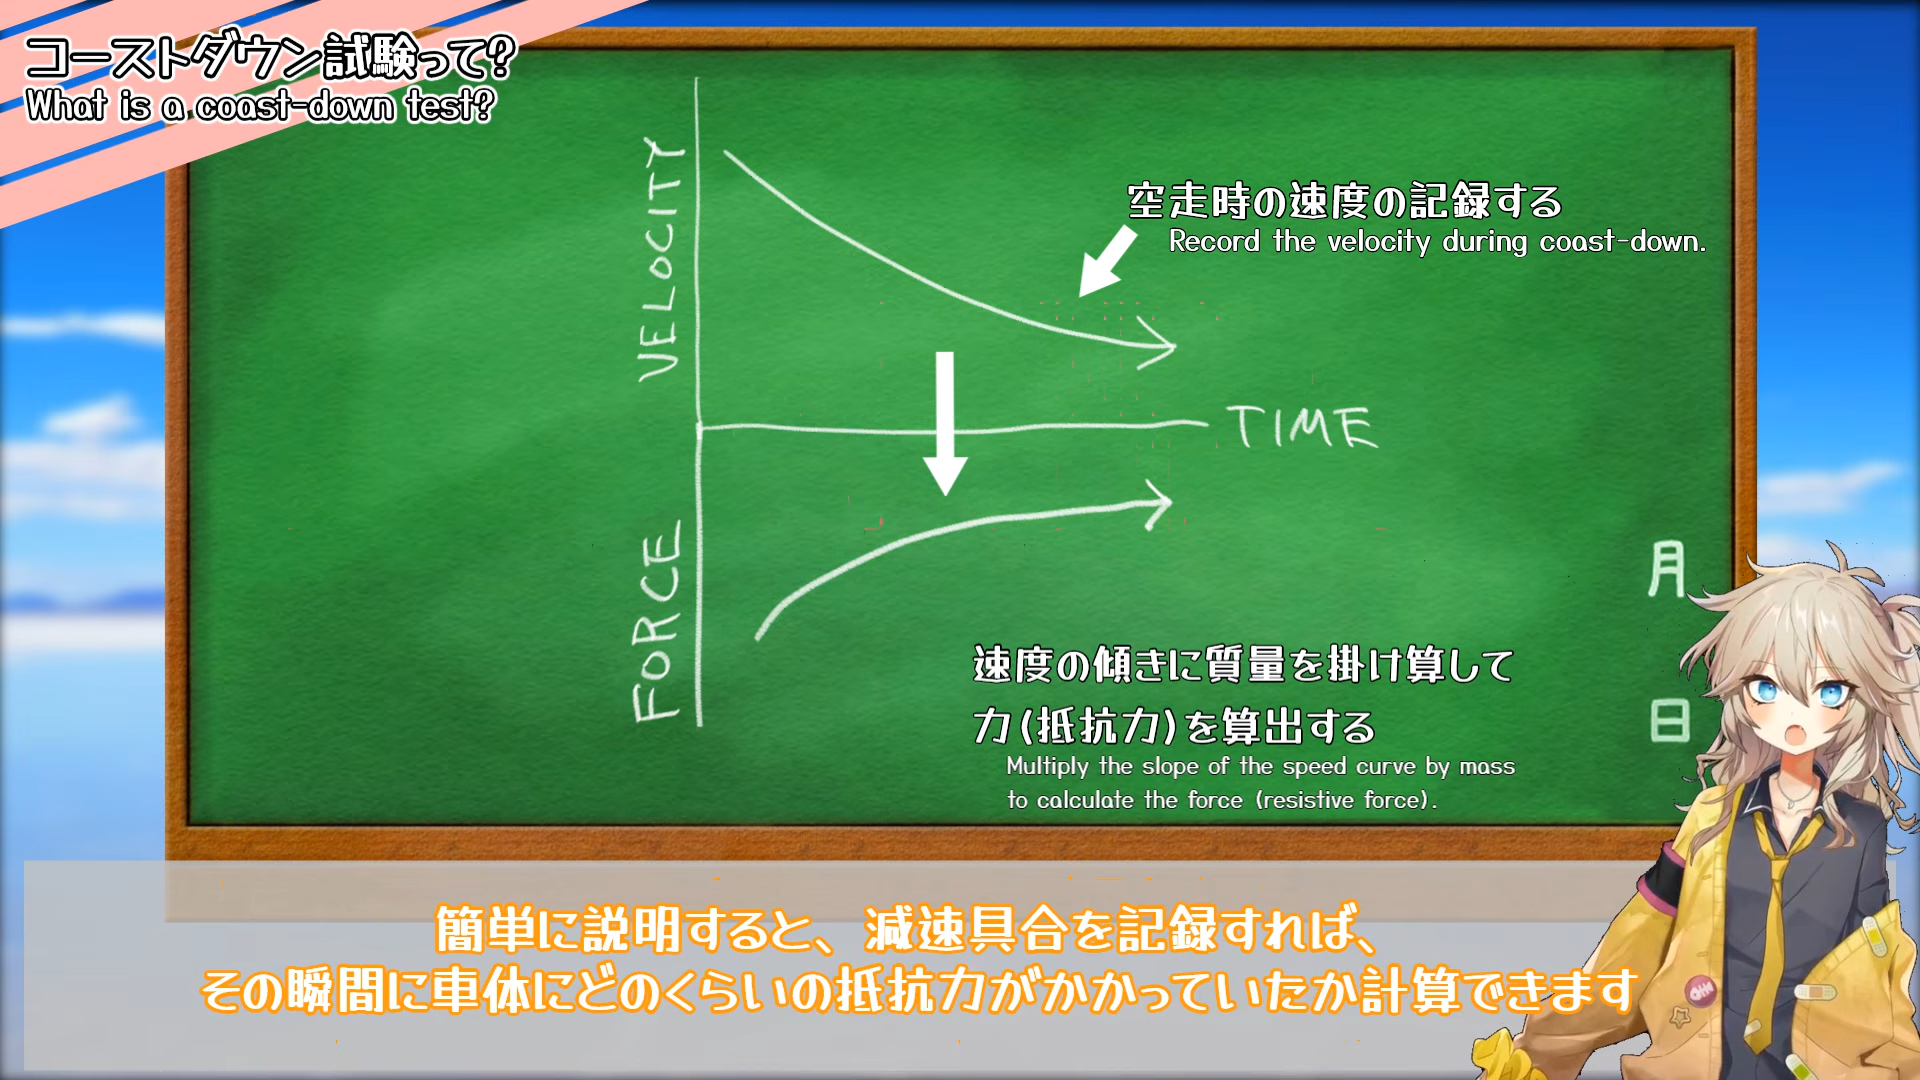 コーストダウン試験って?
What is a coast-down test?
VELOCITY
空走時の速度の記録する
Record the velocity during coast-down.
TIME
FORCE
月
速度の傾きに質量を掛け算して
力(抵抗力)を算出する
Multiply the slope of the speed curve by mass
to calculate the force (resistive force).
日
簡単に説明すると、減速具合を記録すれば、
その瞬間に車体にどのくらいの抵抗力がかかっていたか計算できます